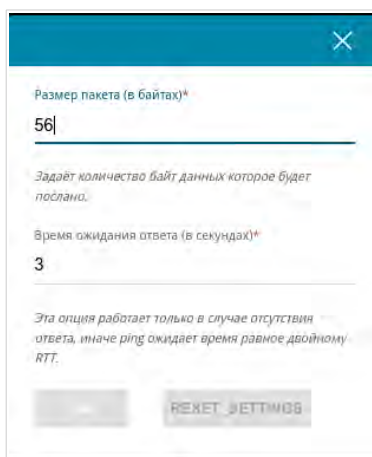 Размер пакета (в байтах)*
56
Задаёт количество байт данных которое будет
послано.
Время ожидания ответа (в секундах)*
3
Эта опция работает только в случае отсутствия
ответа, иначе ping ожидает время равное двойному
RTT.
RESET_SETTINGS